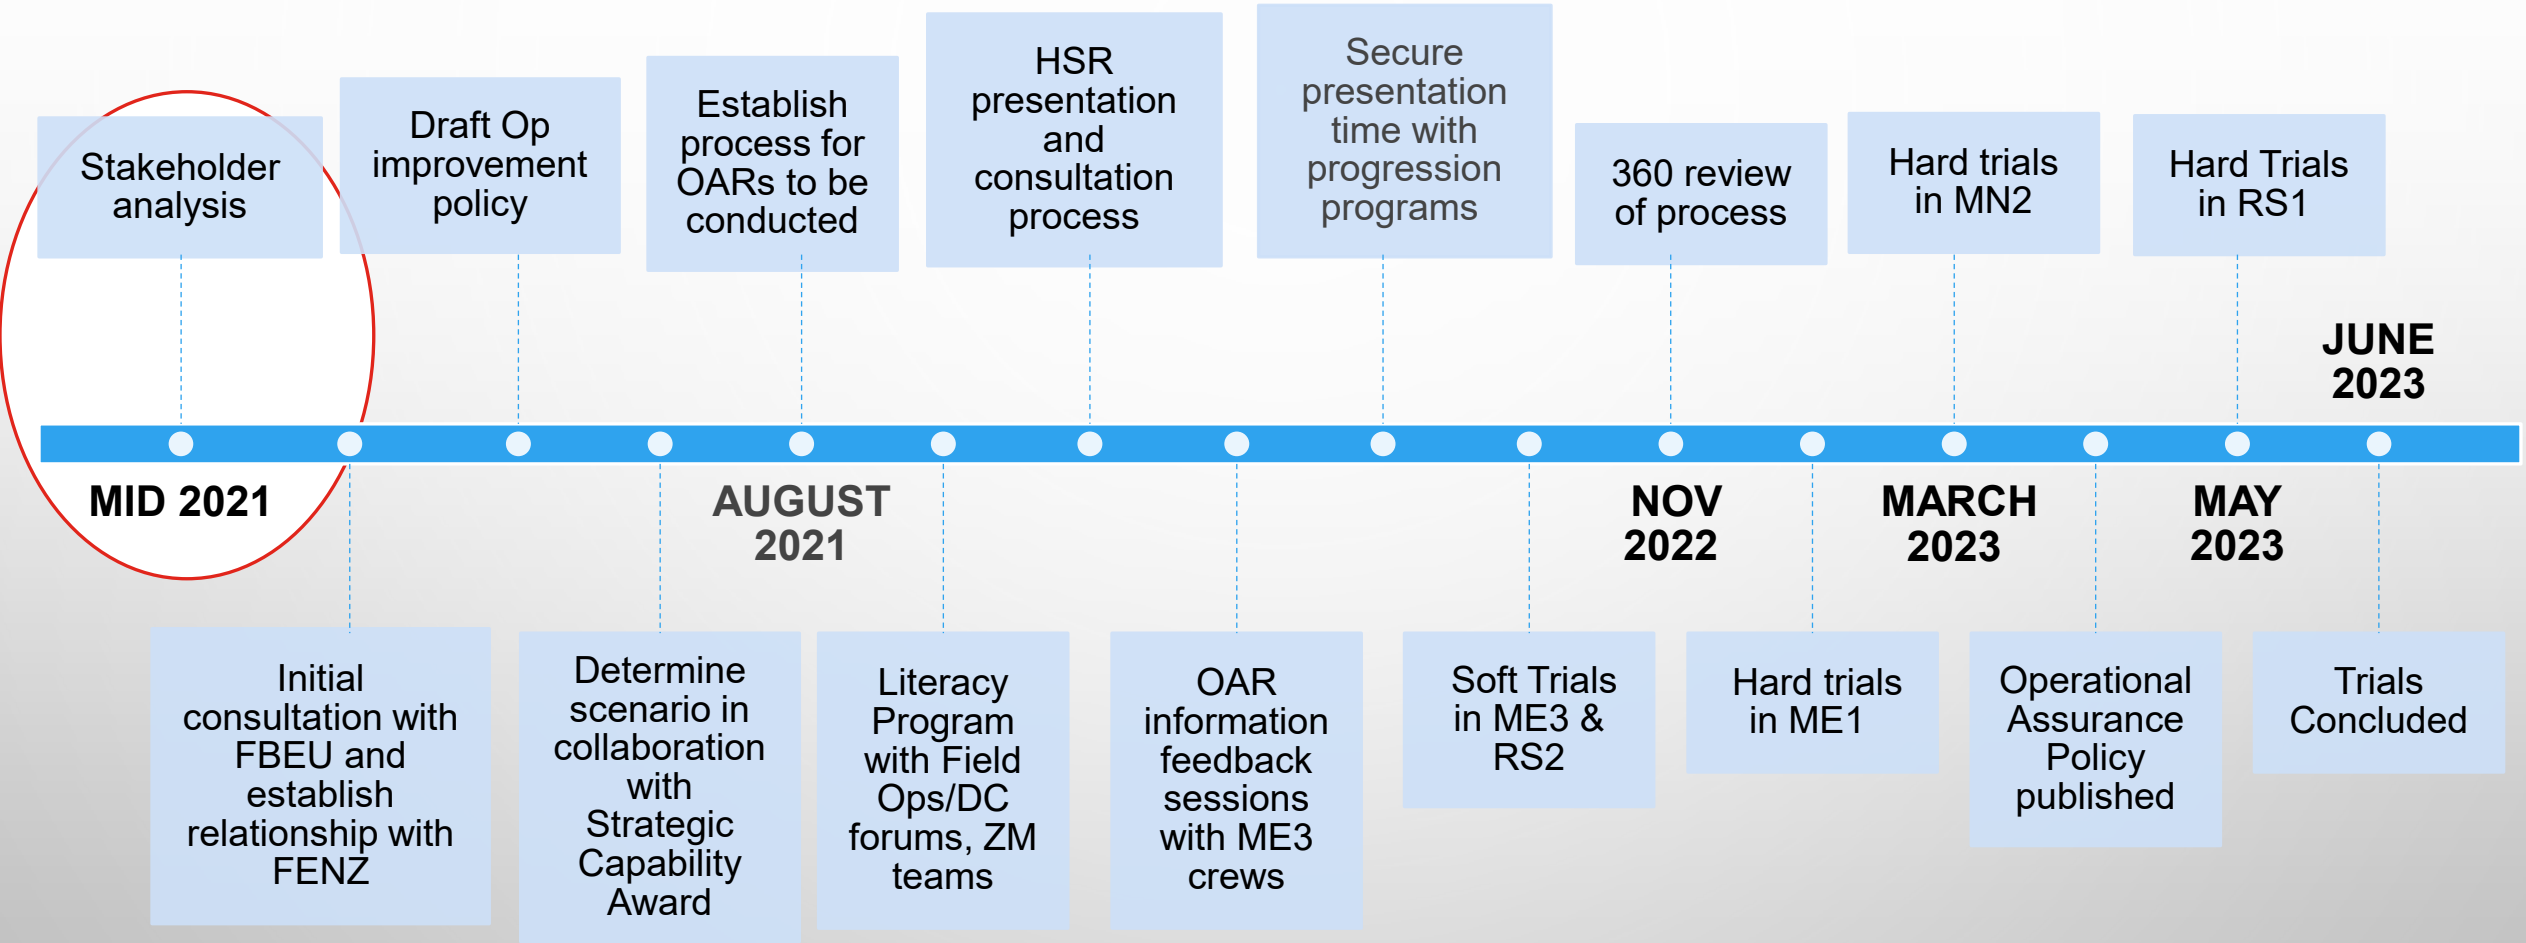 Stakeholder
analysis
Draft Op
improvement
policy
Establish
process for
OARs to be
conducted
HSR
presentation
and
consultation
process
Secure
presentation
time with
progression
programs
360 review
of process
Hard trials
in MN2
Hard Trials
in RS1
JUNE
2023
MID 2021
AUGUST
2021
NOV
2022
MARCH
2023
MAY
2023
Initial
consultation with
FBEU and
establish
relationship with
FENZ
Determine
scenario in
collaboration
with
Strategic
Capability
Award
Literacy
Program
with Field
Ops/DC
forums, ZM
teams
OAR
information
feedback
sessions
with ME3
crews
Soft Trials
in ME3 &
RS2
Hard trials
in ME1
Operational
Assurance
Policy
published
Trials
Concluded